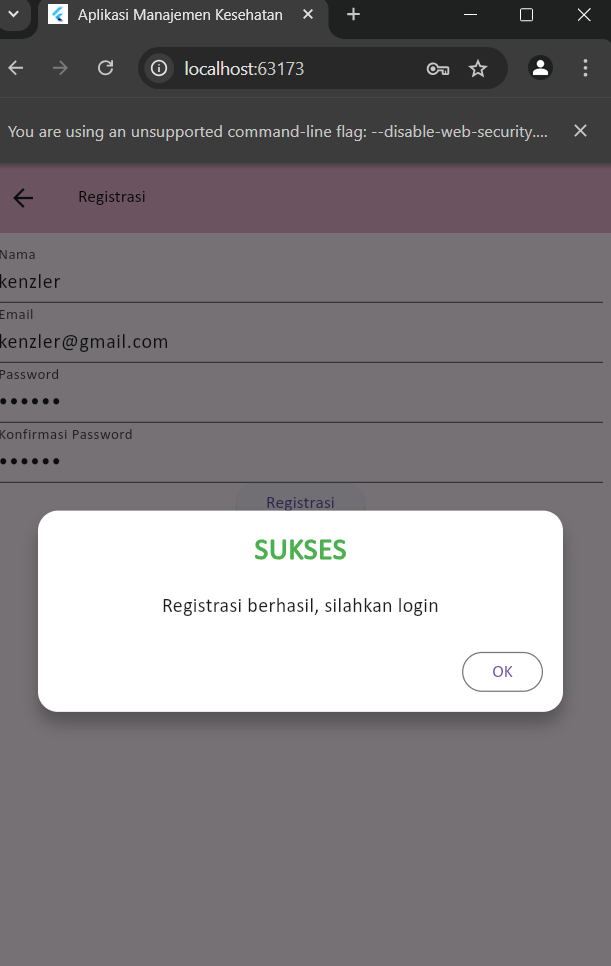 Aplikasi Manajemen Kesehatan
localhost:63173
You are using an unsupported command-line flag: --disable-web-security....
Registrasi
Nama
kenzler
Email
kenzler@gmail.com
Password
••••••
Konfirmasi Password
••••••
Registrasi
SUKSES
Registrasi berhasil, silahkan login
OK